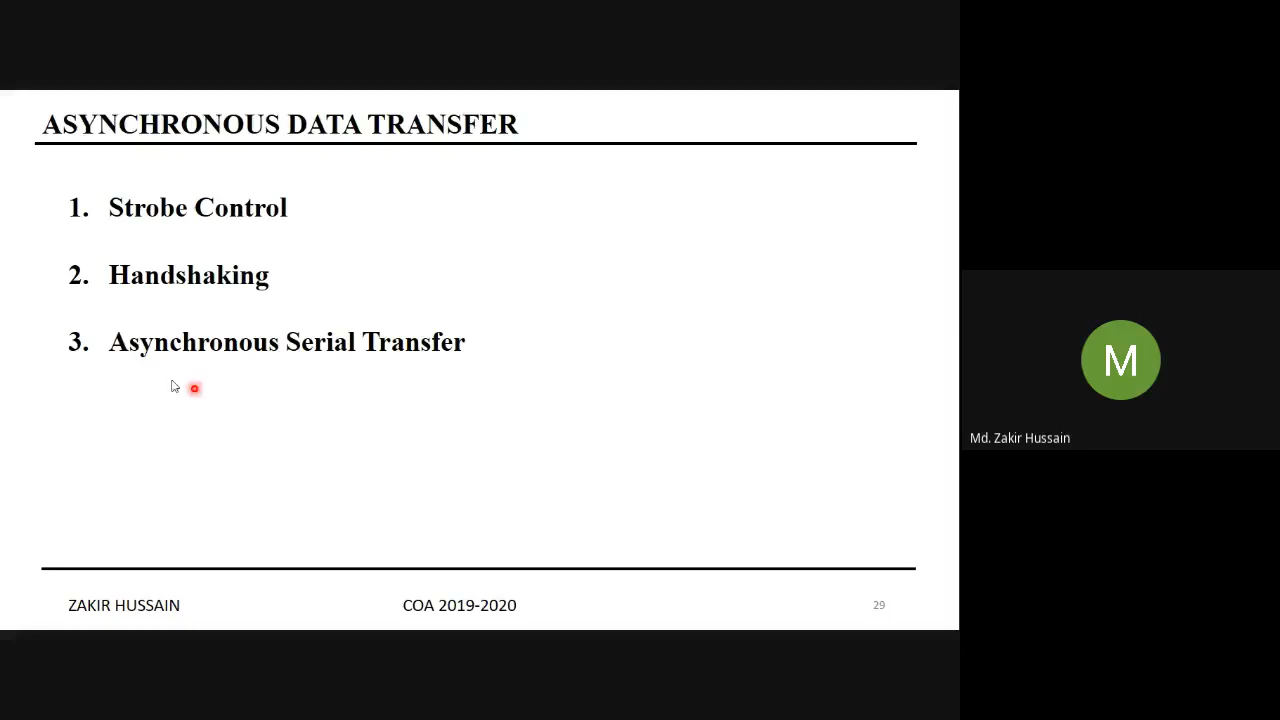 ASYNCHRONOUS DATA TRANSFER
1. Strobe Control
2. Handshaking
3. Asynchronous Serial Transfer
ZAKIR HUSSAIN COA 2019-2020 29
M
Md. Zakir Hussain